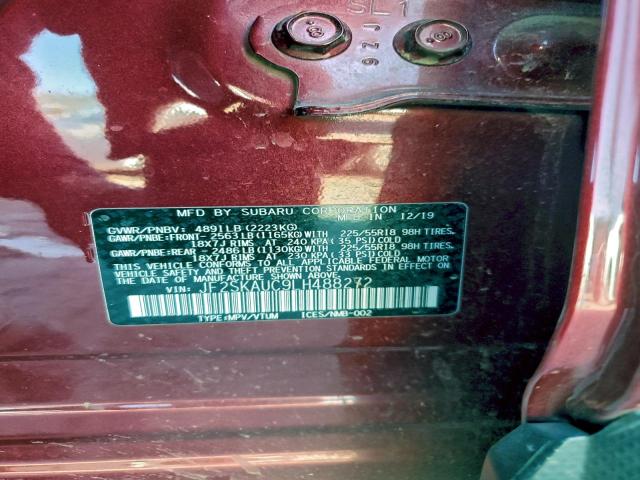 SL1
9ZJ
MFD BY SUBARU CORPORATION
MFD IN 12/19
GVWR/PNBV: 4891LB(2223KG)
GAWR/PNBE:FRONT-2563LB(1165KG)WITH 225/55R18 98H TIRES.
18X7J RIMS AT 240 KPA(35 PSI)COLD
GAWR/PNBE:REAR -2486LB(1130KG)WITH 225/55R18 98H TIRES.
18X7J RIMS AT 230 KPA(33 PSI)COLD
THIS VEHICLE CONFORMS TO ALL APPLICABLE FEDERAL MOTOR
VEHICLE SAFETY AND BUMPER STANDARDS IN EFFECT ON THE
DATE OF MANUFACTURE SHOWN ABOVE.
VIN: JF2SKAUC9LH488272
TYPE:MPV/VTUM ICES/NMB-002